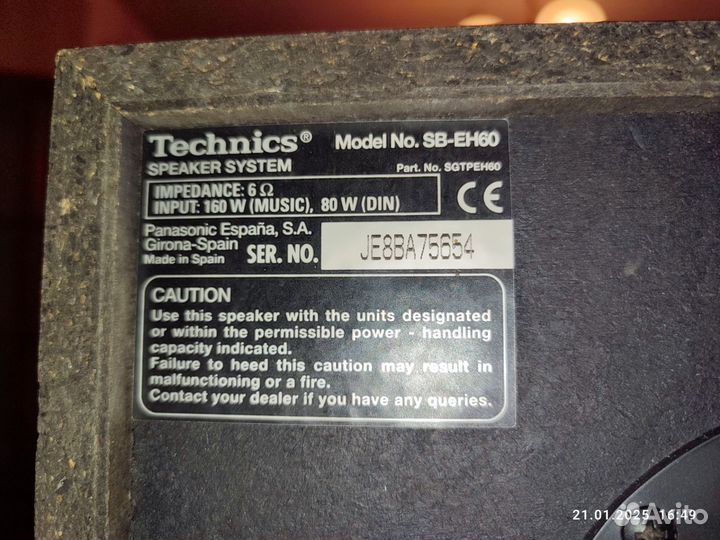 Technics® Model No. SB-EH60
SPEAKER SYSTEM Part. No. SGTPEH60
IMPEDANCE: 6 Ω
INPUT: 160 W (MUSIC), 80 W (DIN)
Panasonic España, S.A.
Girona-Spain
Made in Spain SER. NO. JE8BA75654
CE
CAUTION
Use this speaker with the units designated
or within the permissible power - handling
capacity indicated.
Failure to heed this caution may result in
malfunctioning or a fire.
Contact your dealer if you have any queries.
21.01.2025 16:49
Avito